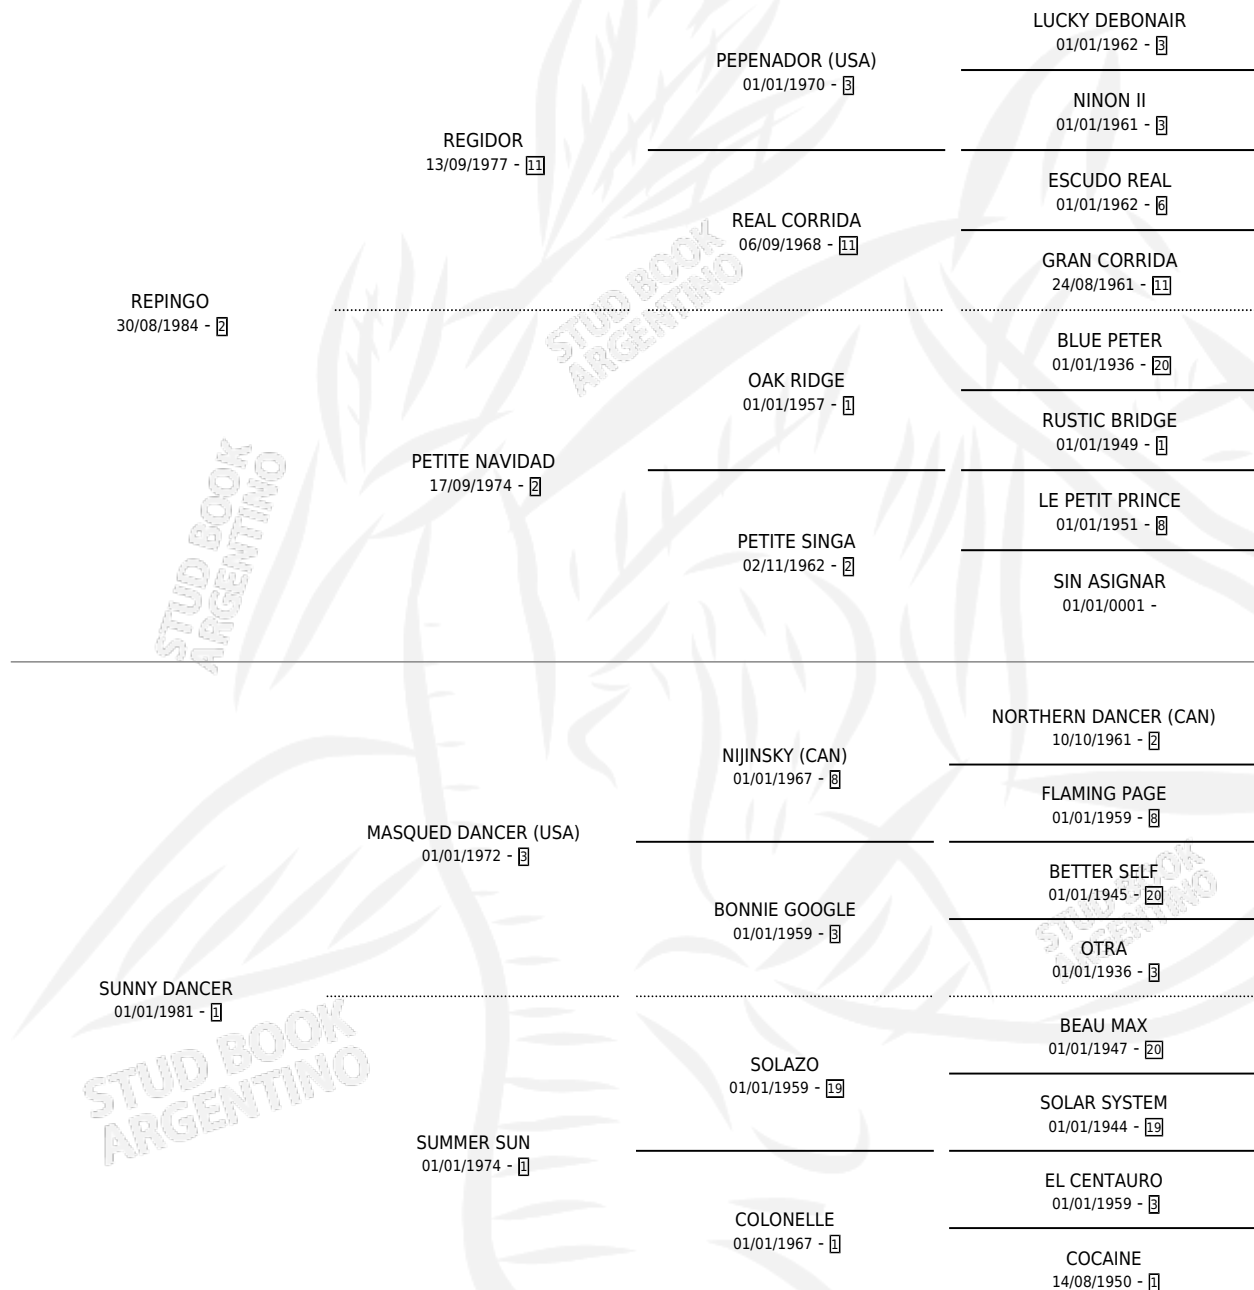 LUCKY DEBONAIR
01/01/1962 - 3
PEPENADOR (USA)
01/01/1970 - 3
NINON II
01/01/1961 - 3
REGIDOR
13/09/1977 - 11
ESCUDO REAL
01/01/1962 - 6
REAL CORRIDA
06/09/1968 - 11
GRAN CORRIDA
24/08/1961 - 11
REPINGO
30/08/1984 - 2
STUD BOOK
ARGENTINO
BLUE PETER
01/01/1936 - 20
OAK RIDGE
01/01/1957 - 1
RUSTIC BRIDGE
01/01/1949 - 1
PETITE NAVIDAD
17/09/1974 - 2
LE PETIT PRINCE
01/01/1951 - 8
PETITE SINGA
02/11/1962 - 2
SIN ASIGNAR
01/01/0001 -
STUD BOOK
ARGENTINO
NORTHERN DANCER (CAN)
10/10/1961 - 2
NIJINSKY (CAN)
01/01/1967 - 8
FLAMING PAGE
01/01/1959 - 8
MASQUED DANCER (USA)
01/01/1972 - 3
BETTER SELF
01/01/1945 - 20
BONNIE GOOGLE
01/01/1959 - 3
STUD BOOK
ARGENTINO
OTRA
01/01/1936 - 3
SUNNY DANCER
01/01/1981 - 1
BEAU MAX
01/01/1947 - 20
SOLAZO
01/01/1959 - 19
STUD BOOK
ARGENTINO
SOLAR SYSTEM
01/01/1944 - 19
SUMMER SUN
01/01/1974 - 1
EL CENTAURO
01/01/1959 - 3
COLONELLE
01/01/1967 - 1
COCAINE
14/08/1950 - 1